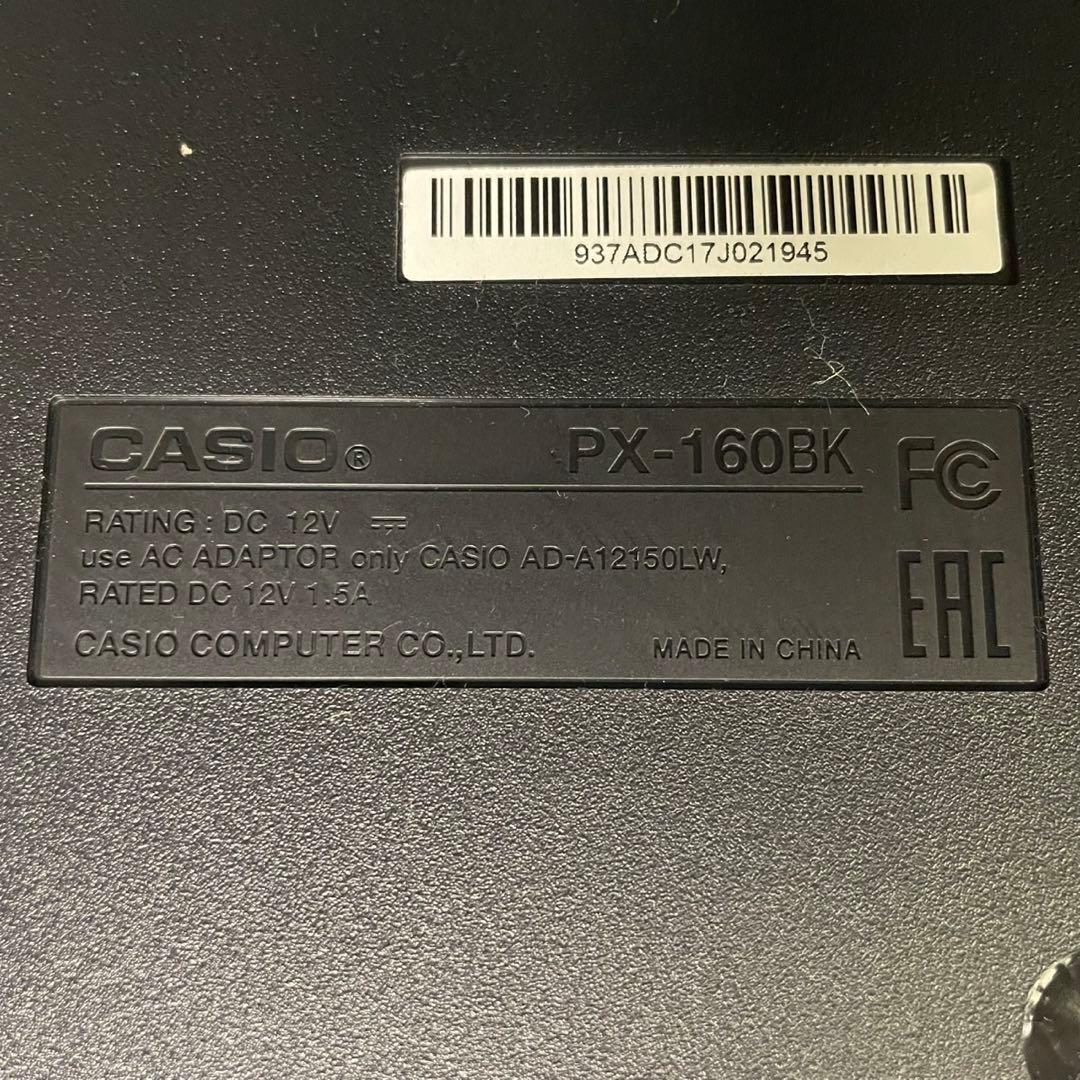 937ADC17J021945
CASIO® PX-160BK FC
RATING : DC 12V ⎓
use AC ADAPTOR only CASIO AD-A12150LW,
RATED DC 12V 1.5A
CASIO COMPUTER CO.,LTD. MADE IN CHINA
EAC